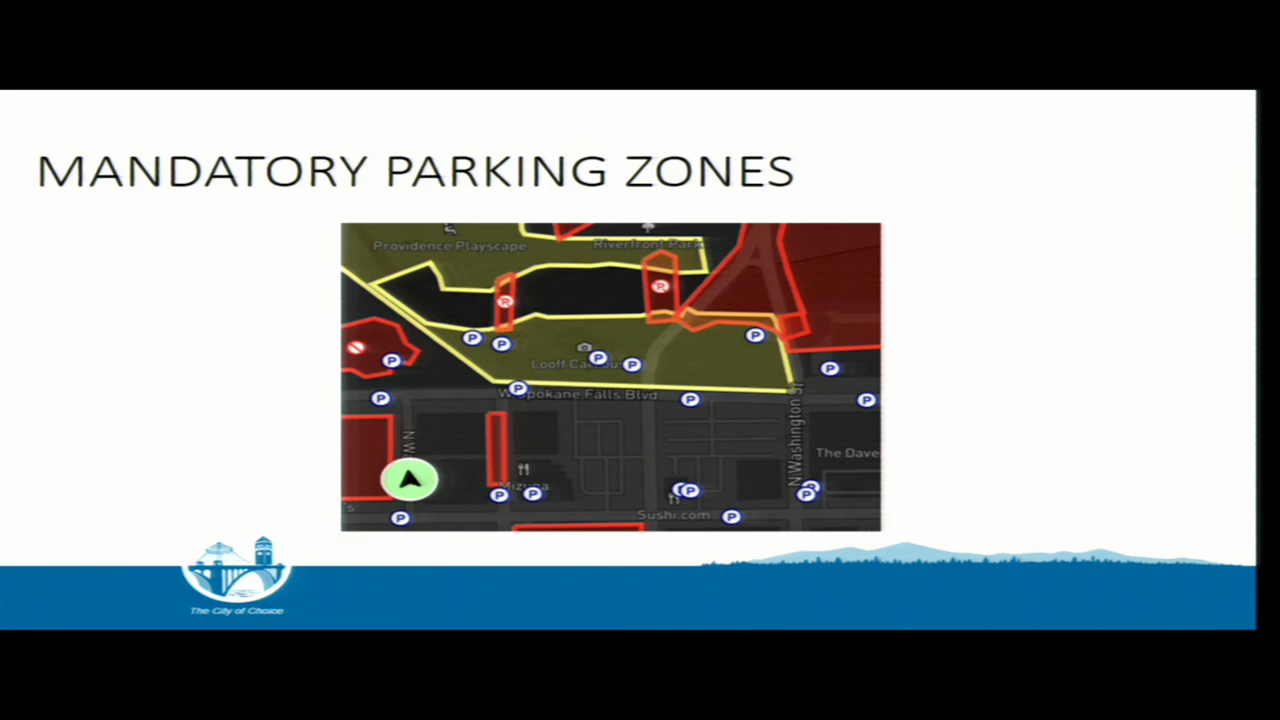 MANDATORY PARKING ZONES
Providence Playscape
Riverfront Park
Looff
W Spokane Falls Blvd
N Washington St
The Dave
Mizuna
Sushi.com
The City of Choice